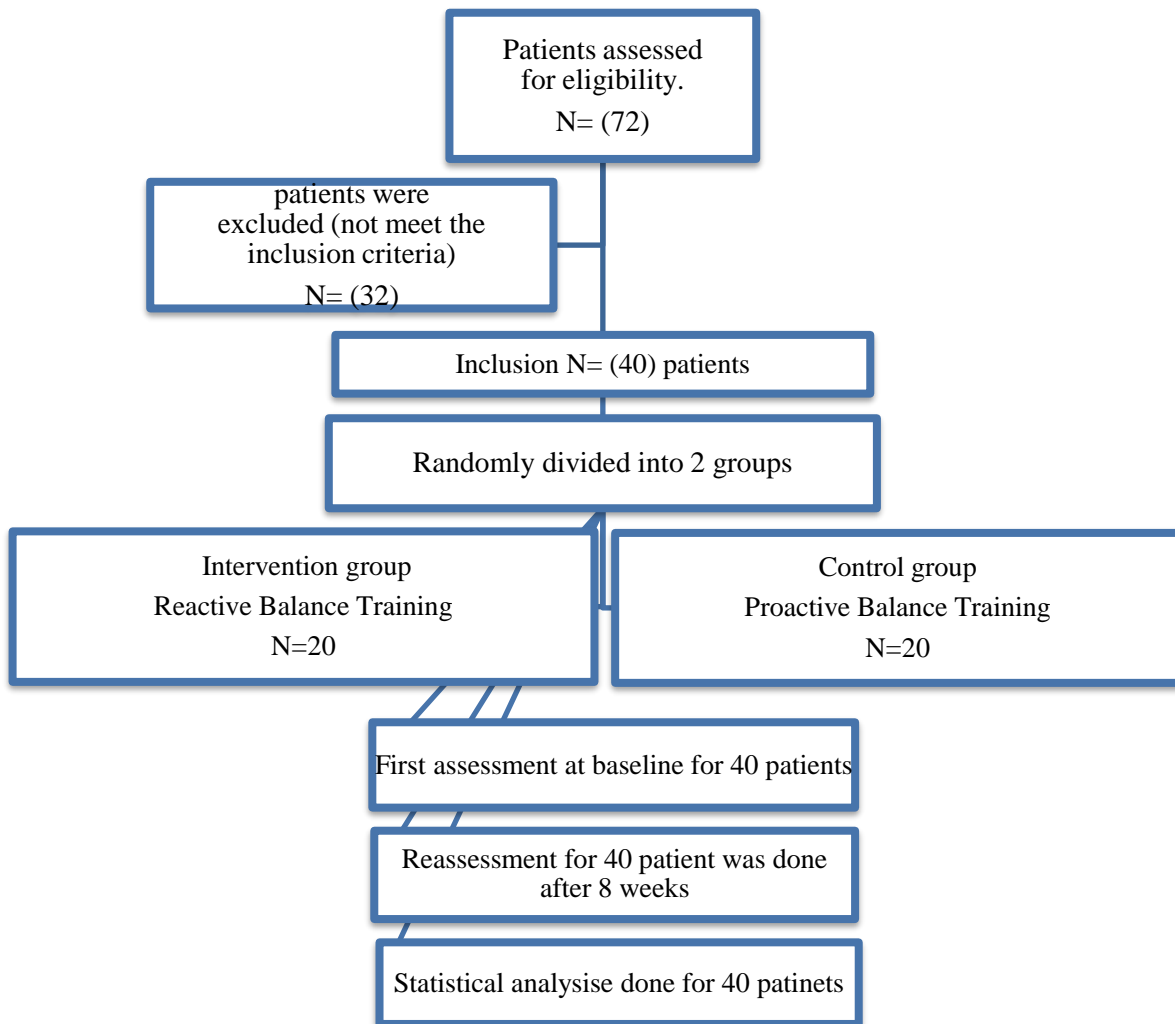 Patients assessed
for eligibility.
N= (72)
patients were
excluded (not meet the
inclusion criteria)
N= (32)
Inclusion N= (40) patients
Randomly divided into 2 groups
Intervention group
Reactive Balance Training
N=20
Control group
Proactive Balance Training
N=20
First assessment at baseline for 40 patients
Reassessment for 40 patient was done
after 8 weeks
Statistical analysise done for 40 patinets